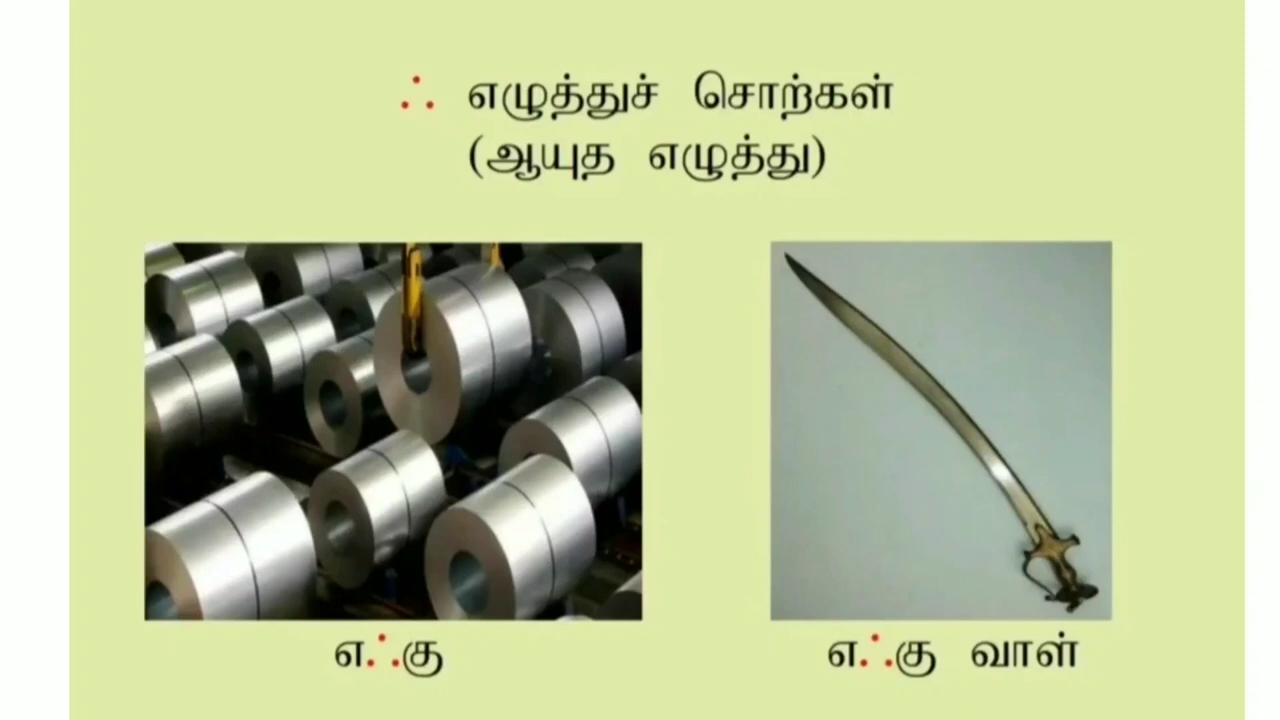 ஃ எழுத்துச் சொற்கள்
(ஆயுத எழுத்து)
எஃகு
எஃகு வாள்